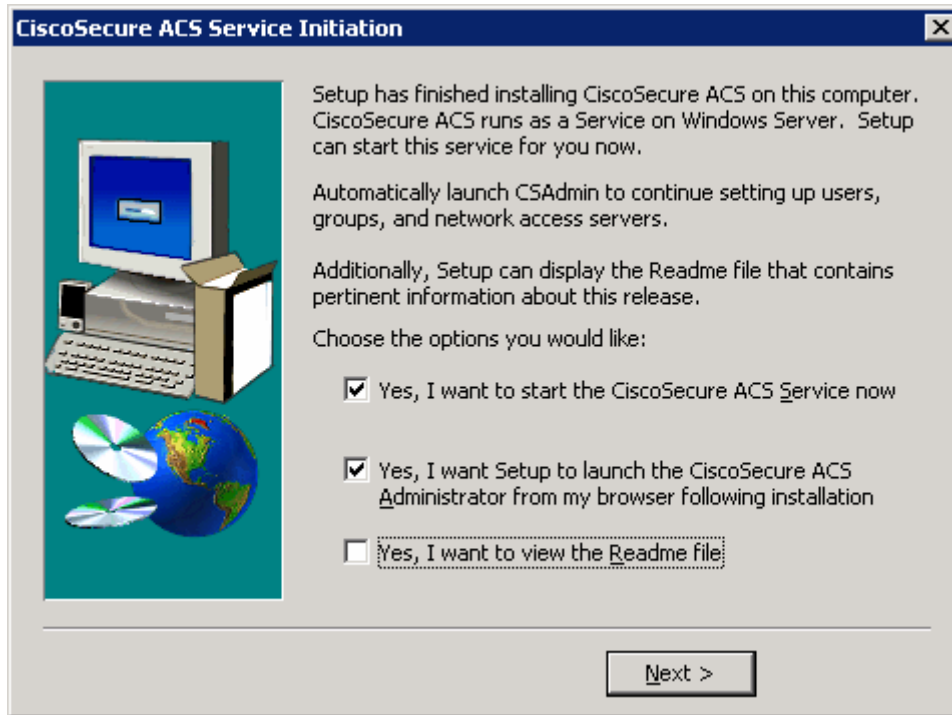 CiscoSecure ACS Service Initiation
Setup has finished installing CiscoSecure ACS on this computer.
CiscoSecure ACS runs as a Service on Windows Server.  Setup
can start this service for you now.
Automatically launch CSAdmin to continue setting up users,
groups, and network access servers.
Additionally, Setup can display the Readme file that contains
pertinent information about this release.
Choose the options you would like:
Yes, I want to start the CiscoSecure ACS Service now
Yes, I want Setup to launch the CiscoSecure ACS
Administrator from my browser following installation
Yes, I want to view the Readme file
Next >